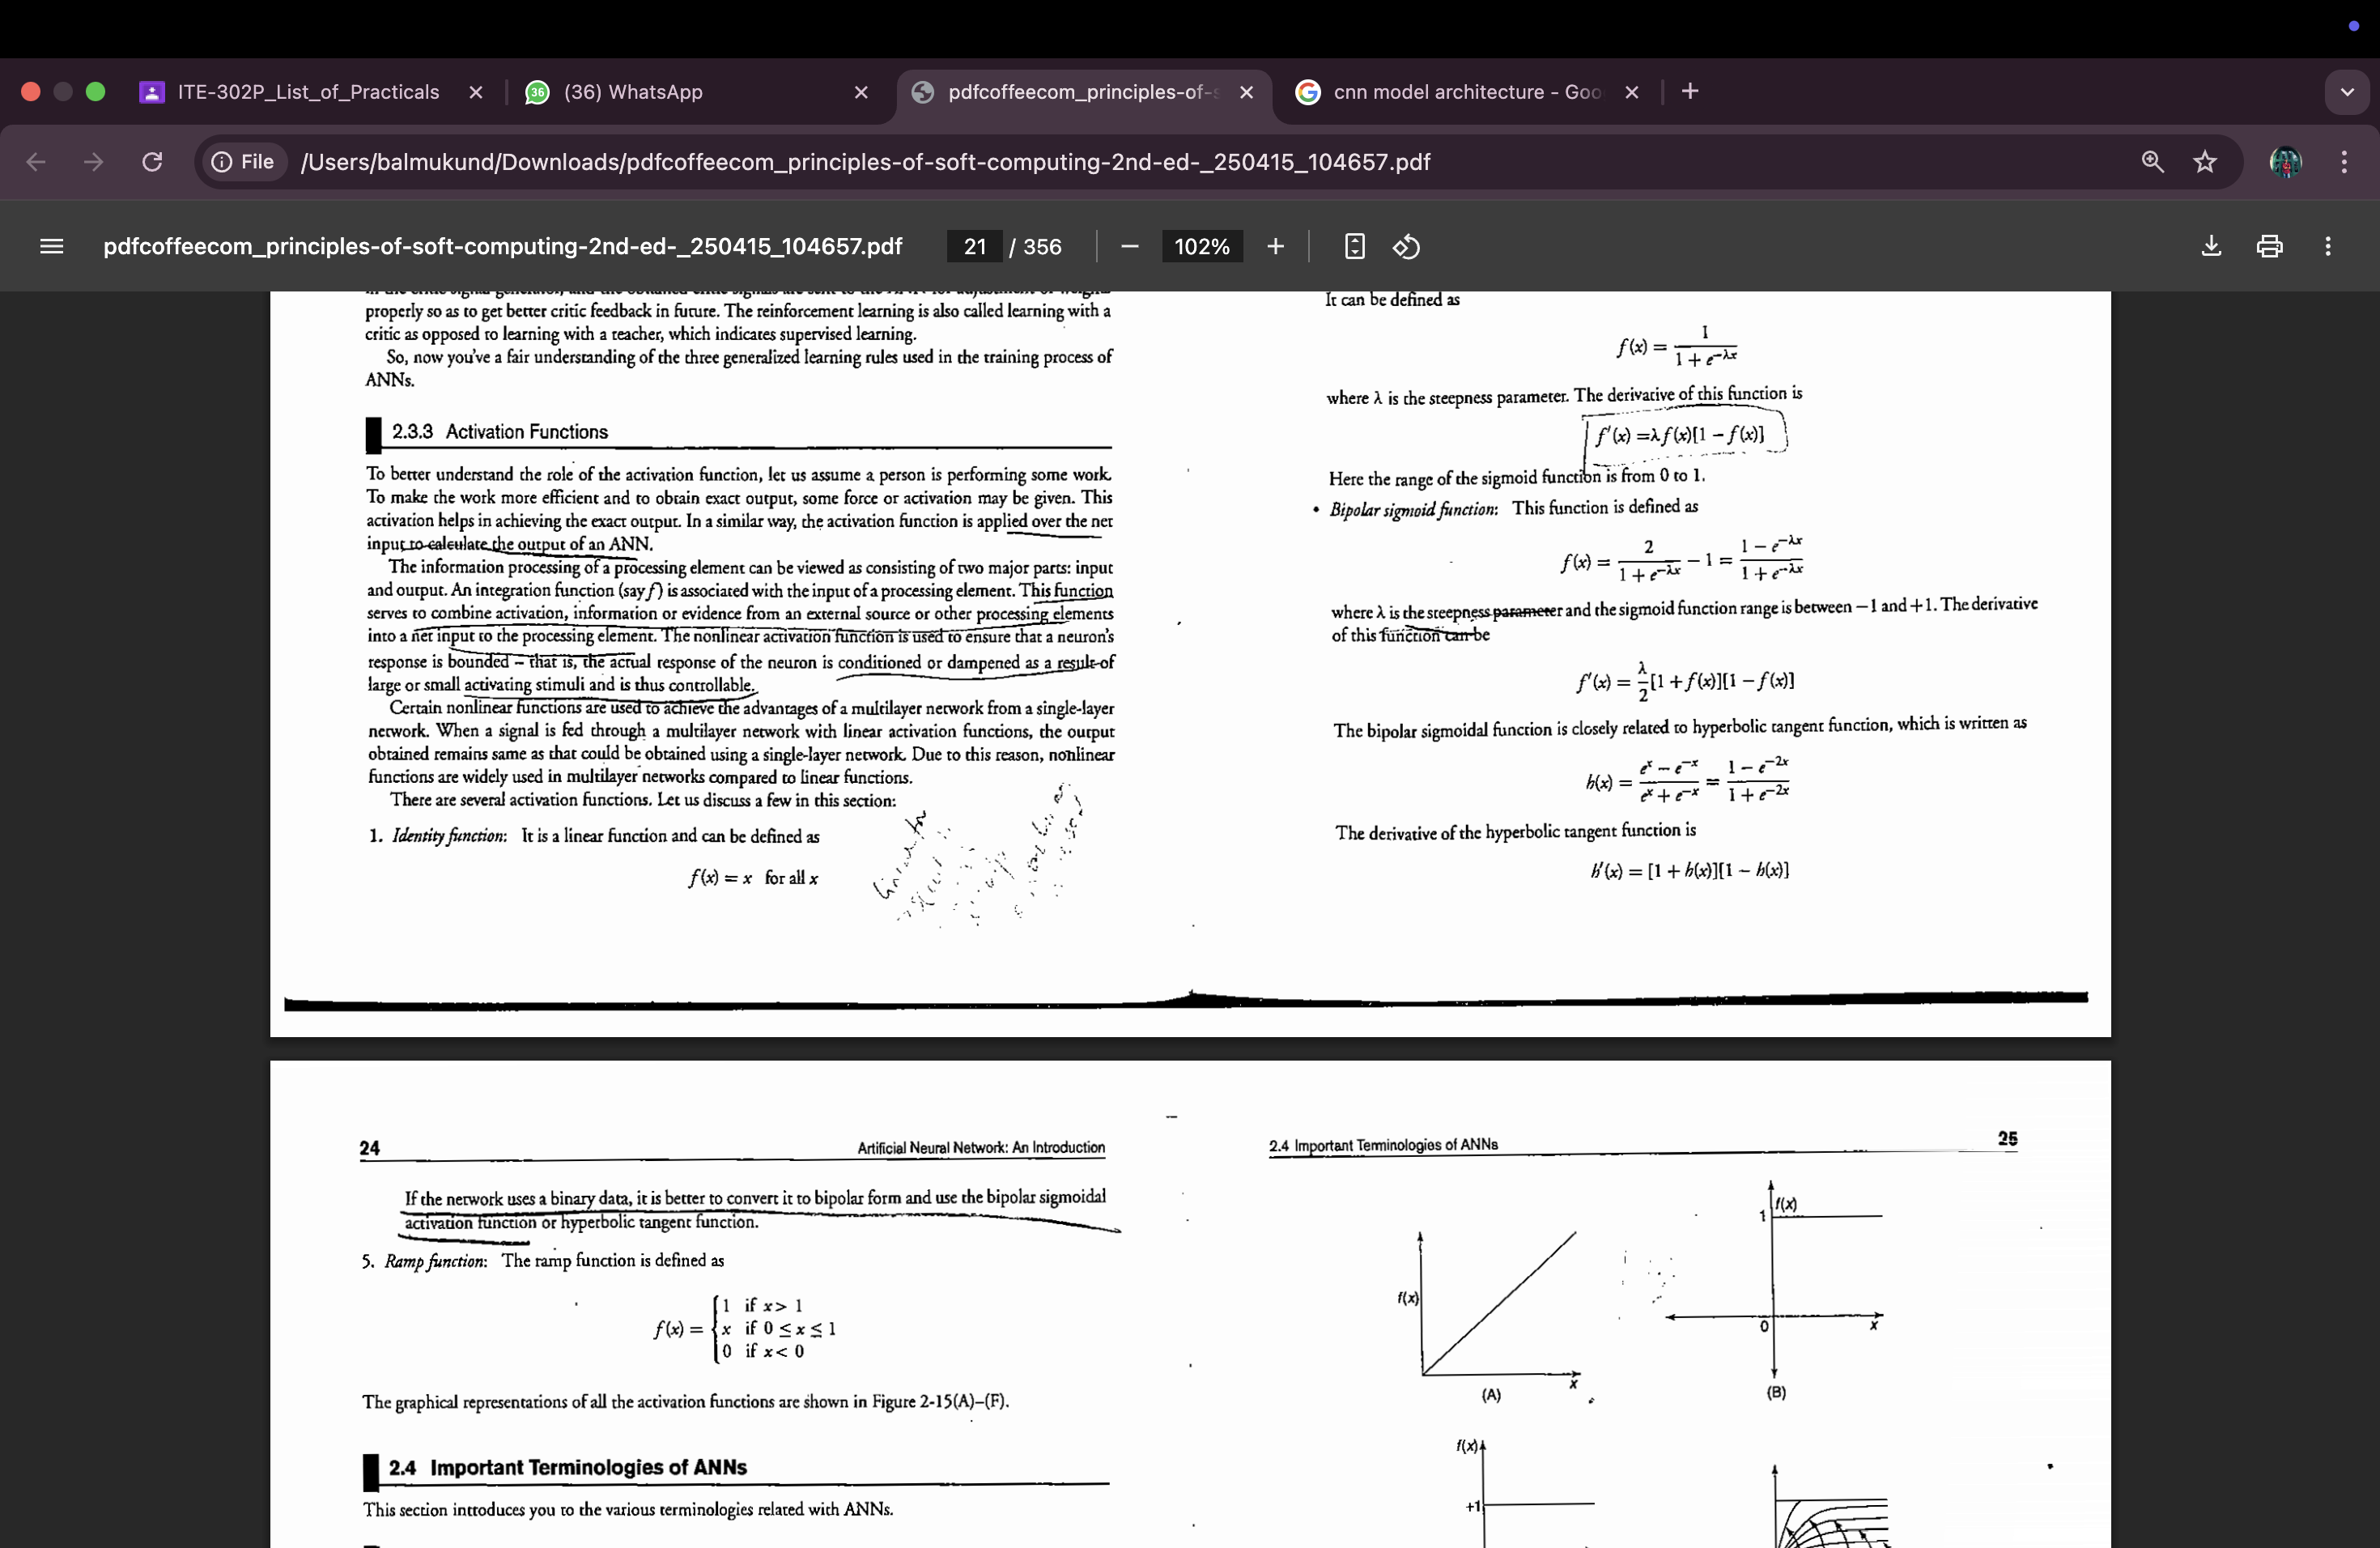 ITE-302P_List_of_Practicals
(36) WhatsApp
pdfcoffeecom_principles-of-s
cnn model architecture - Goo
File /Users/balmukund/Downloads/pdfcoffeecom_principles-of-soft-computing-2nd-ed-_250415_104657.pdf
pdfcoffeecom_principles-of-soft-computing-2nd-ed-_250415_104657.pdf 21 / 356 − 102% +
properly so as to get better critic feedback in future. The reinforcement learning is also called learning with a
critic as opposed to learning with a teacher, which indicates supervised learning.
So, now you've a fair understanding of the three generalized learning rules used in the training process of
ANNs.
2.3.3 Activation Functions
To better understand the role of the activation function, let us assume a person is performing some work.
To make the work more efficient and to obtain exact output, some force or activation may be given. This
activation helps in achieving the exact output. In a similar way, the activation function is applied over the net
input to calculate the output of an ANN.
The information processing of a processing element can be viewed as consisting of two major parts: input
and output. An integration function (say f) is associated with the input of a processing element. This function
serves to combine activation, information or evidence from an external source or other processing elements
into a net input to the processing element. The nonlinear activation function is used to ensure that a neuron's
response is bounded – that is, the actual response of the neuron is conditioned or dampened as a result of
large or small activating stimuli and is thus controllable.
Certain nonlinear functions are used to achieve the advantages of a multilayer network from a single-layer
network. When a signal is fed through a multilayer network with linear activation functions, the output
obtained remains same as that could be obtained using a single-layer network. Due to this reason, nonlinear
functions are widely used in multilayer networks compared to linear functions.
There are several activation functions. Let us discuss a few in this section:
1. Identity function: It is a linear function and can be defined as
f(x) = x for all x
It can be defined as
f(x) = 1 / (1 + e^−λx)
where λ is the steepness parameter. The derivative of this function is
f′(x) = λ f(x)[1 − f(x)]
Here the range of the sigmoid function is from 0 to 1.
• Bipolar sigmoid function: This function is defined as
f(x) = 2 / (1 + e^−λx) − 1 = (1 − e^−λx) / (1 + e^−λx)
where λ is the steepness parameter and the sigmoid function range is between −1 and +1. The derivative
of this function can be
f′(x) = λ/2 [1 + f(x)][1 − f(x)]
The bipolar sigmoidal function is closely related to hyperbolic tangent function, which is written as
h(x) = (e^x − e^−x) / (e^x + e^−x) = (1 − e^−2x) / (1 + e^−2x)
The derivative of the hyperbolic tangent function is
h′(x) = [1 + h(x)][1 − h(x)]
24 Artificial Neural Network: An Introduction
If the network uses a binary data, it is better to convert it to bipolar form and use the bipolar sigmoidal
activation function or hyperbolic tangent function.
5. Ramp function: The ramp function is defined as
f(x) = { 1 if x > 1
x if 0 ≤ x ≤ 1
0 if x < 0
The graphical representations of all the activation functions are shown in Figure 2-15(A)–(F).
2.4 Important Terminologies of ANNs
This section introduces you to the various terminologies related with ANNs.
2.4 Important Terminologies of ANNs 25
f(x)
x
(A)
f(x)
1
0
x
(B)
f(x)
+1